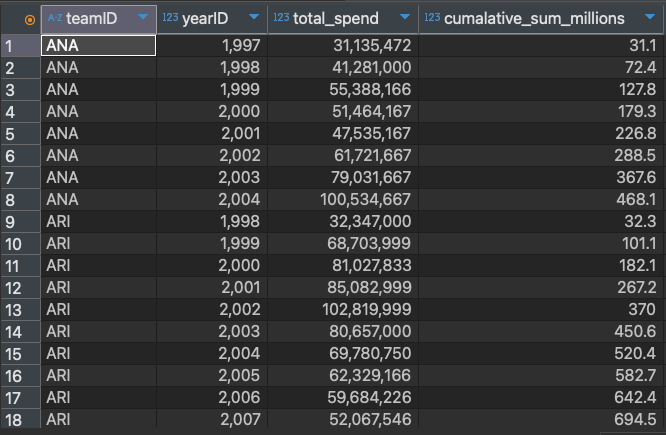 A-Z teamID 123 yearID 123 total_spend 123 cumalative_sum_millions
1 ANA 1,997 31,135,472 31.1
2 ANA 1,998 41,281,000 72.4
3 ANA 1,999 55,388,166 127.8
4 ANA 2,000 51,464,167 179.3
5 ANA 2,001 47,535,167 226.8
6 ANA 2,002 61,721,667 288.5
7 ANA 2,003 79,031,667 367.6
8 ANA 2,004 100,534,667 468.1
9 ARI 1,998 32,347,000 32.3
10 ARI 1,999 68,703,999 101.1
11 ARI 2,000 81,027,833 182.1
12 ARI 2,001 85,082,999 267.2
13 ARI 2,002 102,819,999 370
14 ARI 2,003 80,657,000 450.6
15 ARI 2,004 69,780,750 520.4
16 ARI 2,005 62,329,166 582.7
17 ARI 2,006 59,684,226 642.4
18 ARI 2,007 52,067,546 694.5